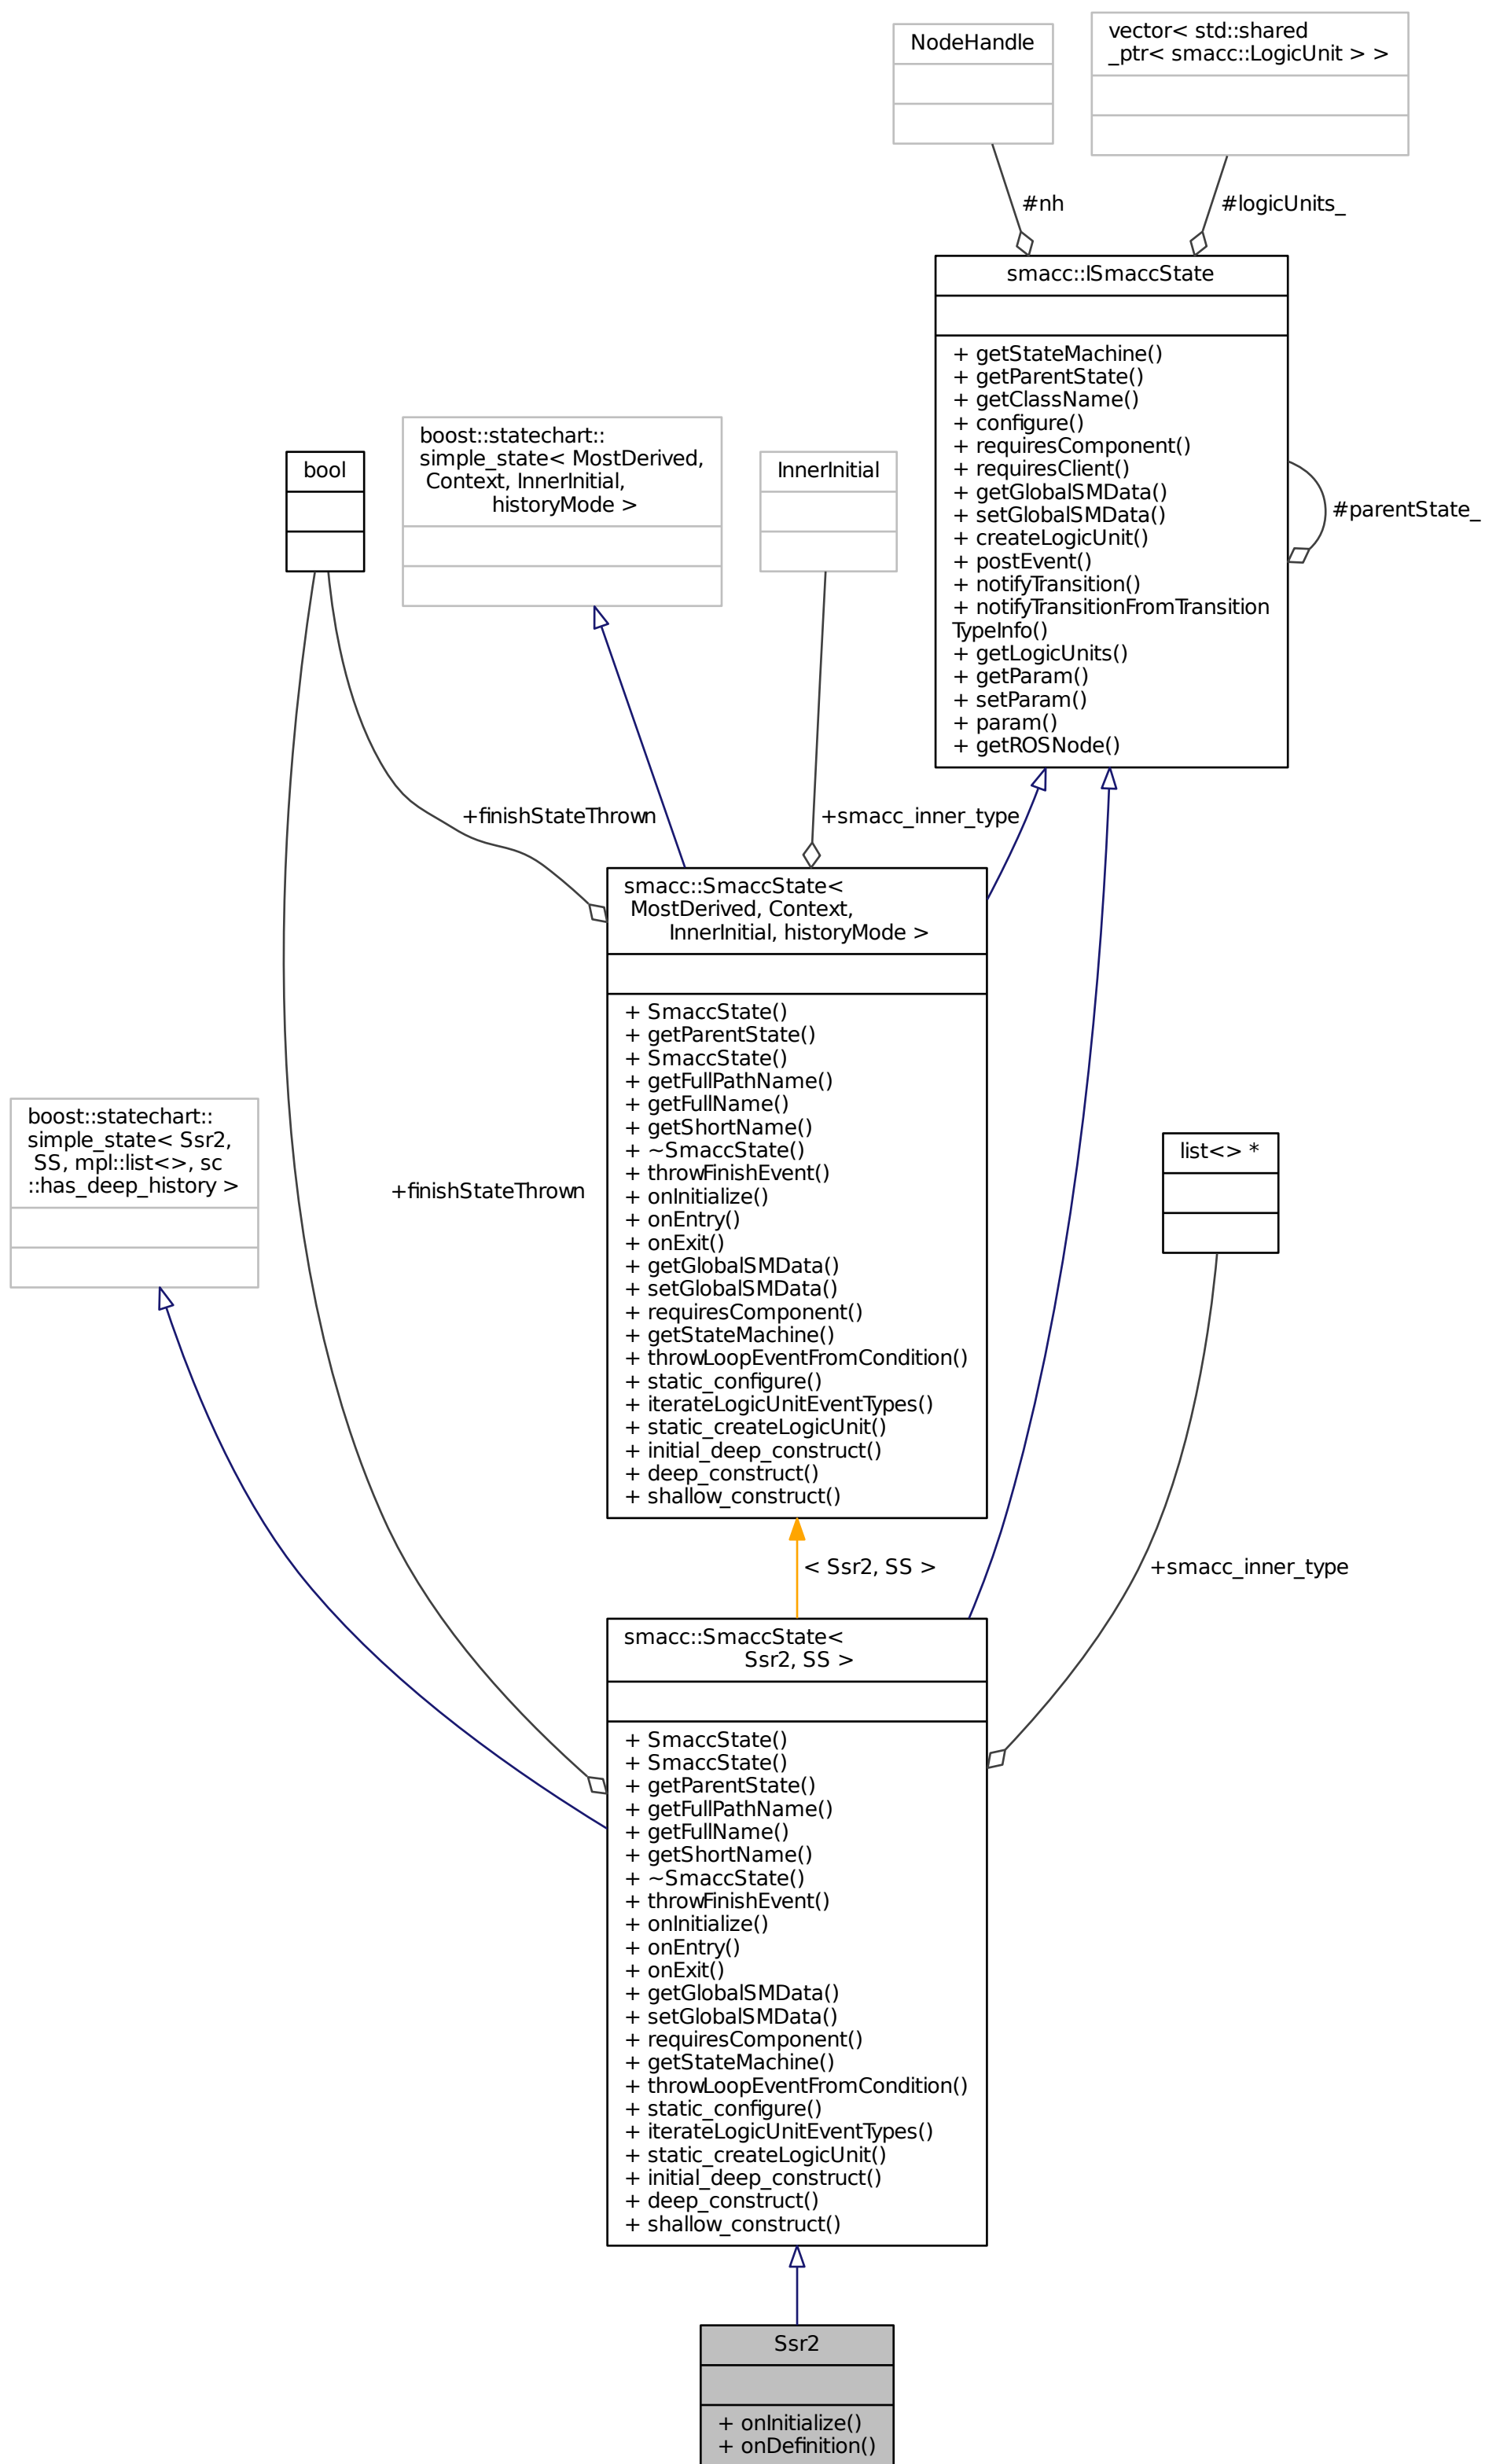 NodeHandle
vector< std::shared
_ptr< smacc::LogicUnit > >
#nh
#logicUnits_
smacc::ISmaccState
+ getStateMachine()
+ getParentState()
+ getClassName()
+ configure()
+ requiresComponent()
+ requiresClient()
+ getGlobalSMData()
+ setGlobalSMData()
+ createLogicUnit()
+ postEvent()
+ notifyTransition()
+ notifyTransitionFromTransition
TypeInfo()
+ getLogicUnits()
+ getParam()
+ setParam()
+ param()
+ getROSNode()
#parentState_
bool
boost::statechart::
simple_state< MostDerived,
Context, InnerInitial,
historyMode >
InnerInitial
+finishStateThrown
+smacc_inner_type
smacc::SmaccState<
MostDerived, Context,
InnerInitial, historyMode >
+ SmaccState()
+ getParentState()
+ SmaccState()
+ getFullPathName()
+ getFullName()
+ getShortName()
+ ~SmaccState()
+ throwFinishEvent()
+ onInitialize()
+ onEntry()
+ onExit()
+ getGlobalSMData()
+ setGlobalSMData()
+ requiresComponent()
+ getStateMachine()
+ throwLoopEventFromCondition()
+ static_configure()
+ iterateLogicUnitEventTypes()
+ static_createLogicUnit()
+ initial_deep_construct()
+ deep_construct()
+ shallow_construct()
boost::statechart::
simple_state< Ssr2,
SS, mpl::list<>, sc
::has_deep_history >
+finishStateThrown
list<> *
< Ssr2, SS >
+smacc_inner_type
smacc::SmaccState<
Ssr2, SS >
+ SmaccState()
+ SmaccState()
+ getParentState()
+ getFullPathName()
+ getFullName()
+ getShortName()
+ ~SmaccState()
+ throwFinishEvent()
+ onInitialize()
+ onEntry()
+ onExit()
+ getGlobalSMData()
+ setGlobalSMData()
+ requiresComponent()
+ getStateMachine()
+ throwLoopEventFromCondition()
+ static_configure()
+ iterateLogicUnitEventTypes()
+ static_createLogicUnit()
+ initial_deep_construct()
+ deep_construct()
+ shallow_construct()
Ssr2
+ onInitialize()
+ onDefinition()